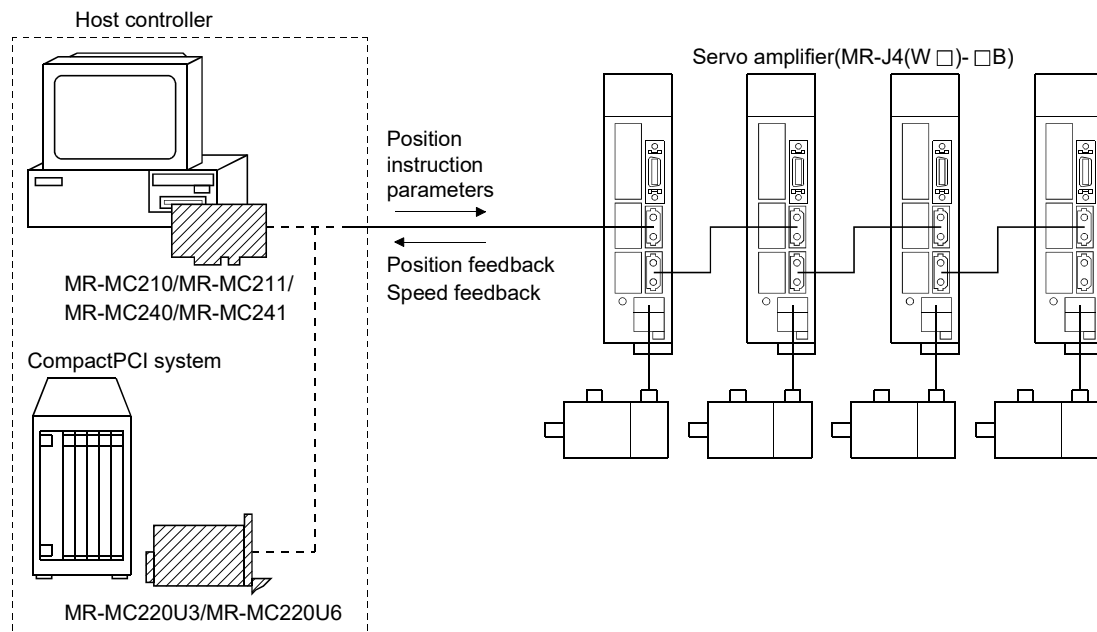 Host controller
Servo amplifier(MR-J4(W □)- □B)
Position
instruction
parameters
Position feedback
Speed feedback
MR-MC210/MR-MC211/
MR-MC240/MR-MC241
CompactPCI system
MR-MC220U3/MR-MC220U6